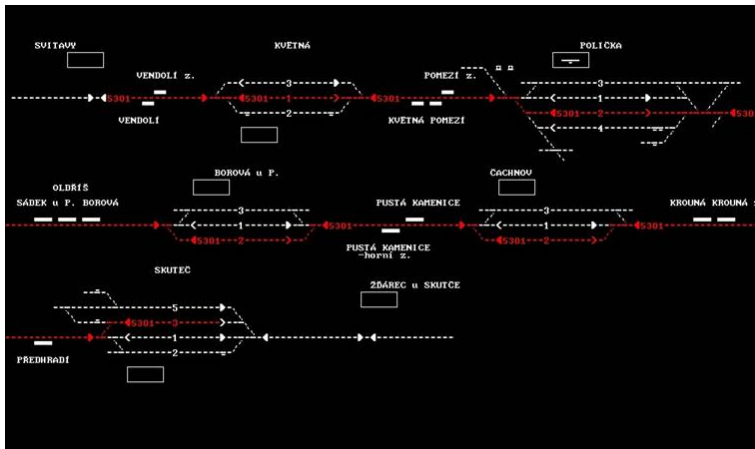 SVITAVY KVĚTNÁ POLIČKA
VENDOLÍ z. POMEZÍ z.
3 3
5301 5301 1 5301 1
VENDOLÍ 2 KVĚTNÁ POMEZÍ 5301 2 5301
4
BOROVÁ u P. ČACHNOV
OLDŘÍŠ
SÁDEK u P. BOROVÁ PUSTÁ KAMENICE KROUNÁ KROUNÁ
3 3
1 5301 1 5301
5301 2 5301 2
PUSTÁ KAMENICE
-horní z.
SKUTEČ
ŽĎÁREC u SKUTČE
5
5301 3
1
PŘEDHRADÍ 2